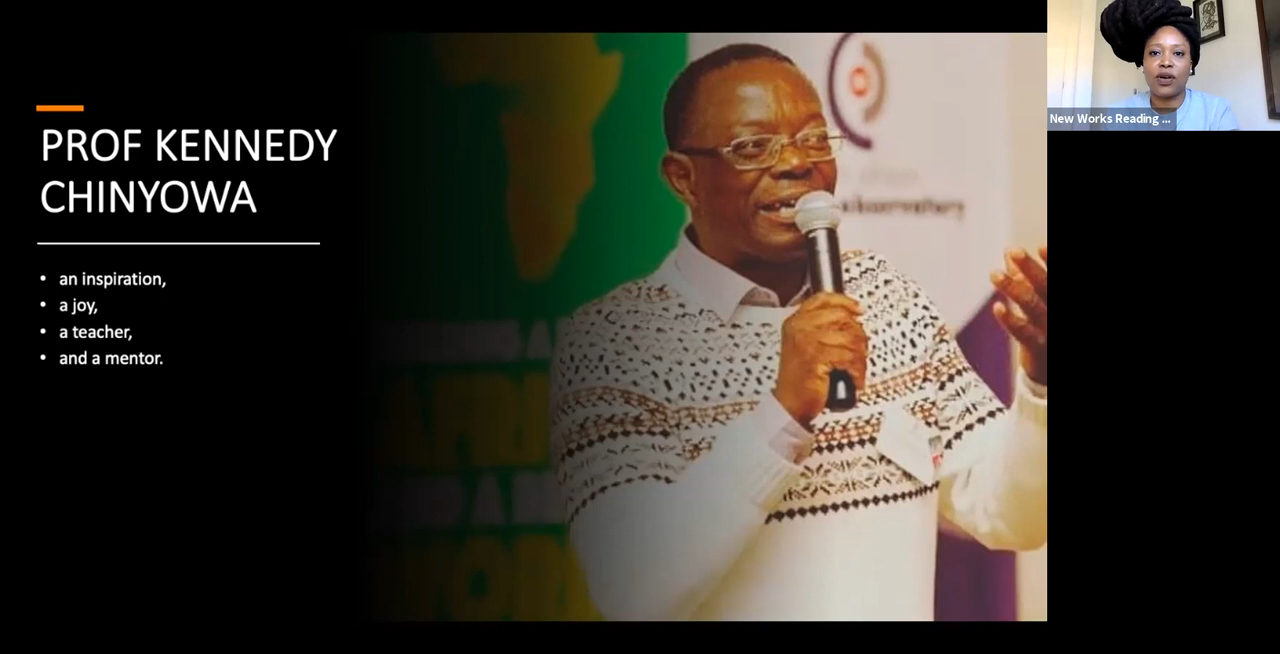 PROF KENNEDY
CHINYOWA
• an inspiration,
• a joy,
• a teacher,
• and a mentor.
New Works Reading ...